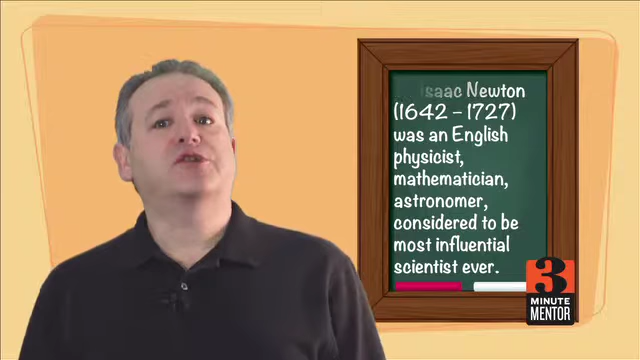 Isaac Newton
(1642 – 1727)
was an English
physicist,
mathematician,
astronomer,
considered to be
most influential
scientist ever.
3
MINUTE
MENTOR